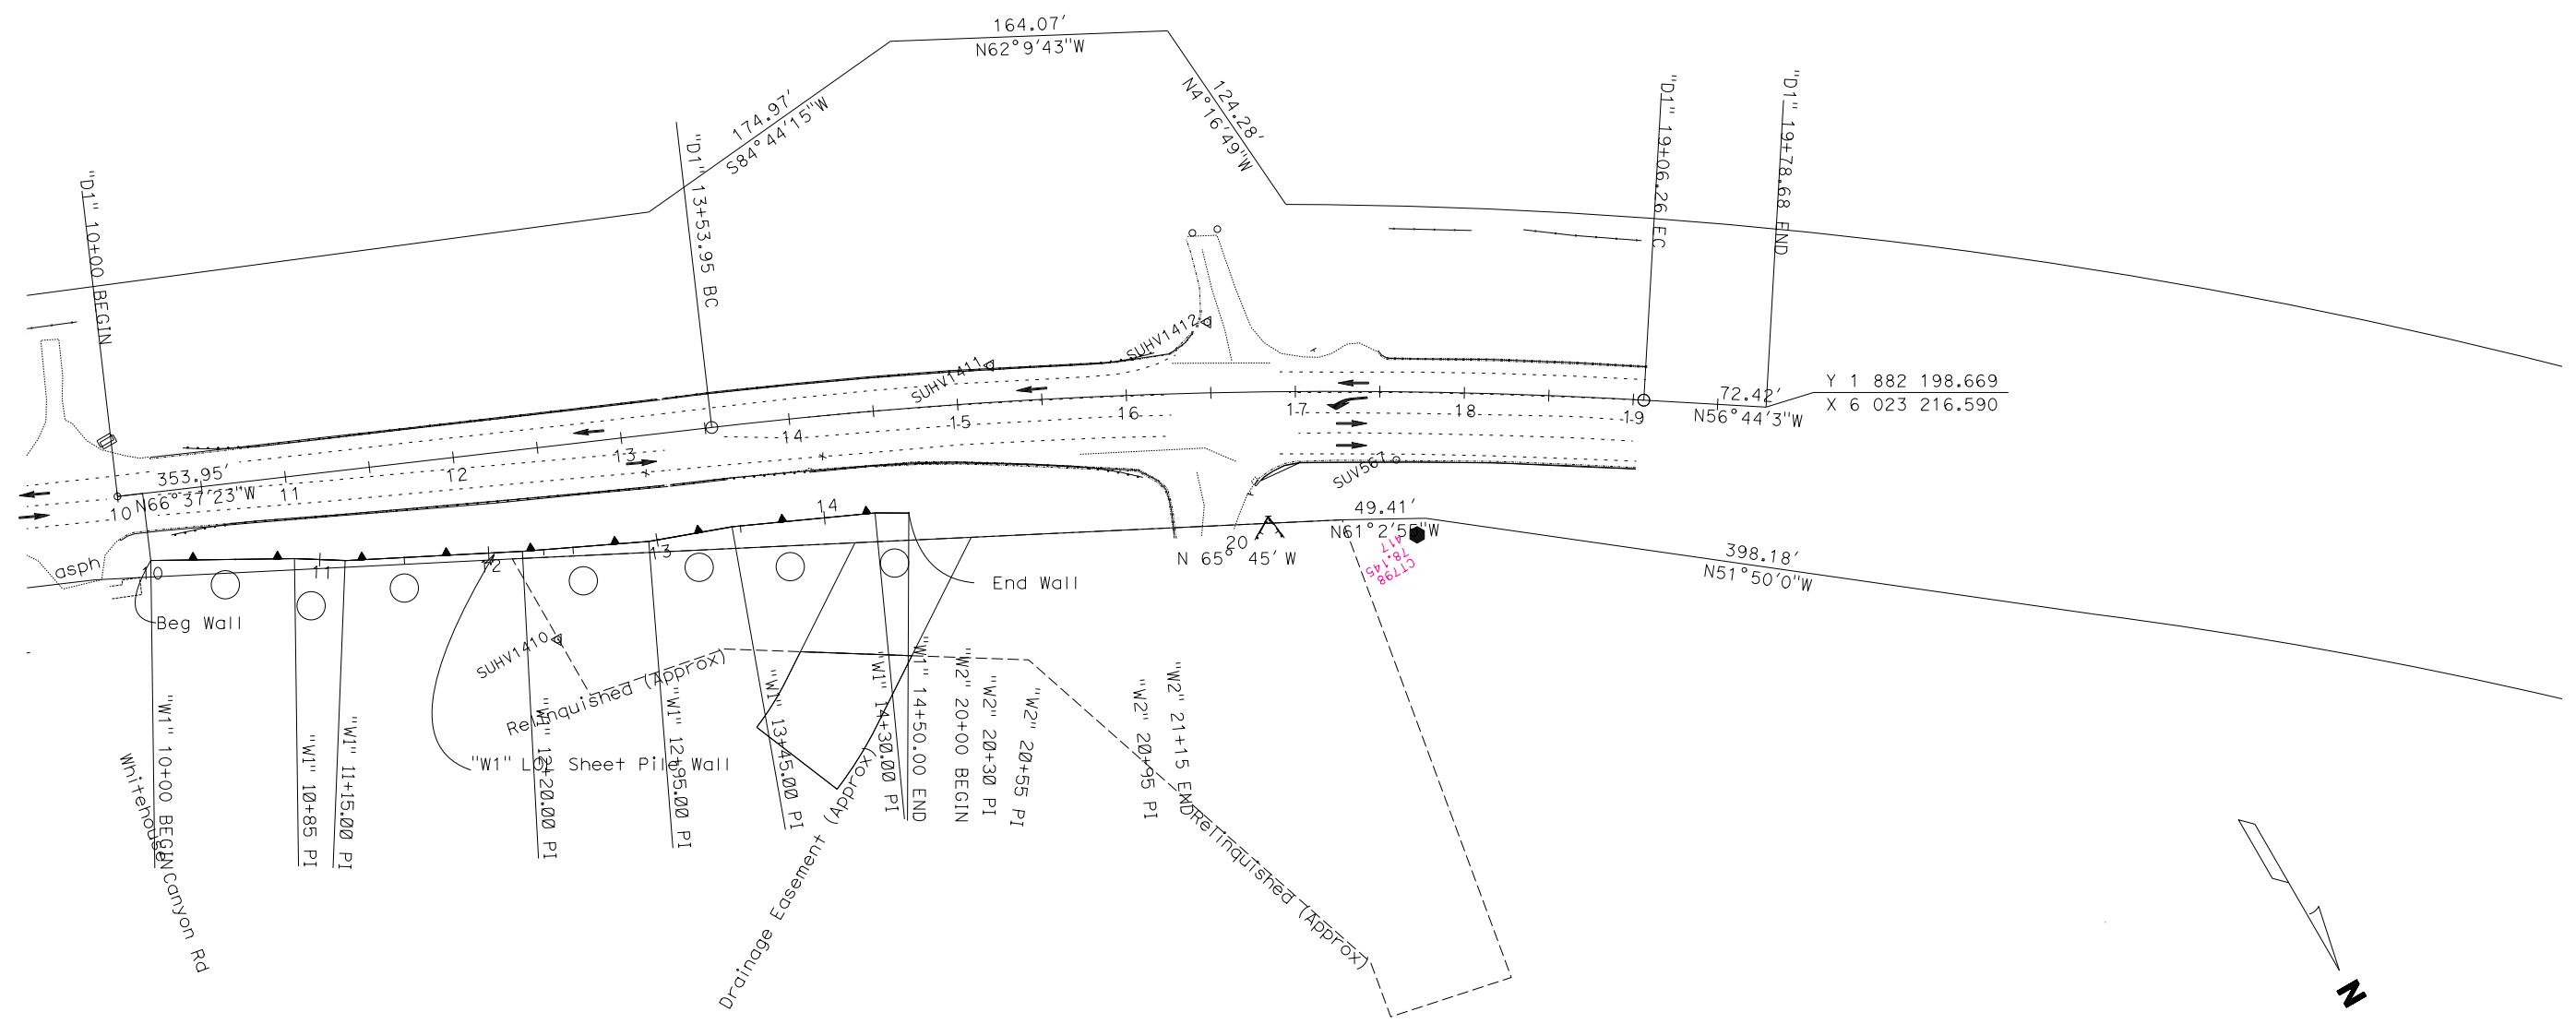 164.07'
N62°9'43"W
174.97'
S84°44'15"W
124.28'
N4°16'49"W
"D1" 10+00 BEGIN
"D1" 13+53.95 BC
"D1" 19+06.26 EC
"D1" 19+78.68 END
SUHV1412
SUHV1411
72.42'
N56°44'3"W
Y 1 882 198.669
X 6 023 216.590
353.95'
N66°37'23"W
10
11
12
13
14
15
16
17
18
19
SUV567
49.41'
N61°2'55"W
20
N 65° 45' W
417
78.145
CT798
398.18'
N51°50'0"W
asph
10
11
12
13
14
Beg Wall
End Wall
SUHV1410
Relinquished (Approx)
"W1" LOL Sheet Pile Wall
"W1" 10+00 BEGIN
"W1" 10+85 PI
"W1" 11+15.00 PI
"W1" 12+20.00 PI
"W1" 12+95.00 PI
"W1" 13+45.00 PI
"W1" 14+30.00 PI
"W1" 14+50.00 END
"W2" 20+00 BEGIN
"W2" 20+30 PI
"W2" 20+55 PI
"W2" 20+95 PI
"W2" 21+15 END
Whitehouse Canyon Rd
Drainage Easement (Approx)
Relinquished (Approx)
N